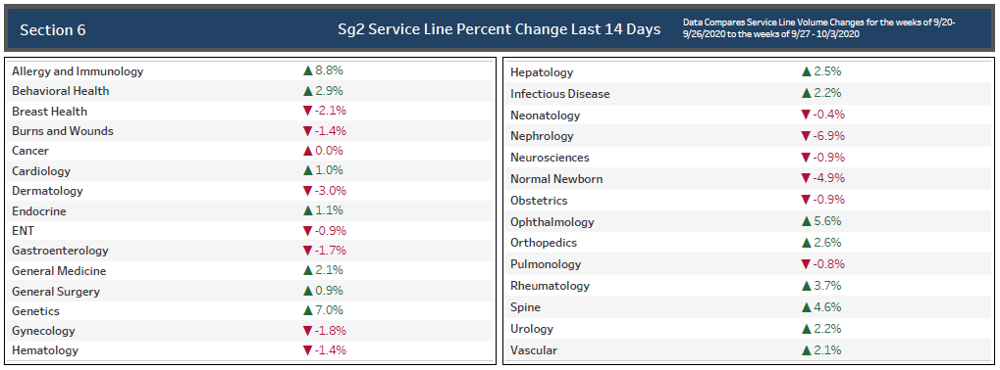 Section 6
Sg2 Service Line Percent Change Last 14 Days
Data Compares Service Line Volume Changes for the weeks of 9/20-
9/26/2020 to the weeks of 9/27 - 10/3/2020
Allergy and Immunology ▲ 8.8%
Behavioral Health ▲ 2.9%
Breast Health ▼ -2.1%
Burns and Wounds ▼ -1.4%
Cancer ▲ 0.0%
Cardiology ▲ 1.0%
Dermatology ▼ -3.0%
Endocrine ▲ 1.1%
ENT ▼ -0.9%
Gastroenterology ▼ -1.7%
General Medicine ▲ 2.1%
General Surgery ▲ 0.9%
Genetics ▲ 7.0%
Gynecology ▼ -1.8%
Hematology ▼ -1.4%
Hepatology ▲ 2.5%
Infectious Disease ▲ 2.2%
Neonatology ▼ -0.4%
Nephrology ▼ -6.9%
Neurosciences ▼ -0.9%
Normal Newborn ▼ -4.9%
Obstetrics ▼ -0.9%
Ophthalmology ▲ 5.6%
Orthopedics ▲ 2.6%
Pulmonology ▼ -0.8%
Rheumatology ▲ 3.7%
Spine ▲ 4.6%
Urology ▲ 2.2%
Vascular ▲ 2.1%